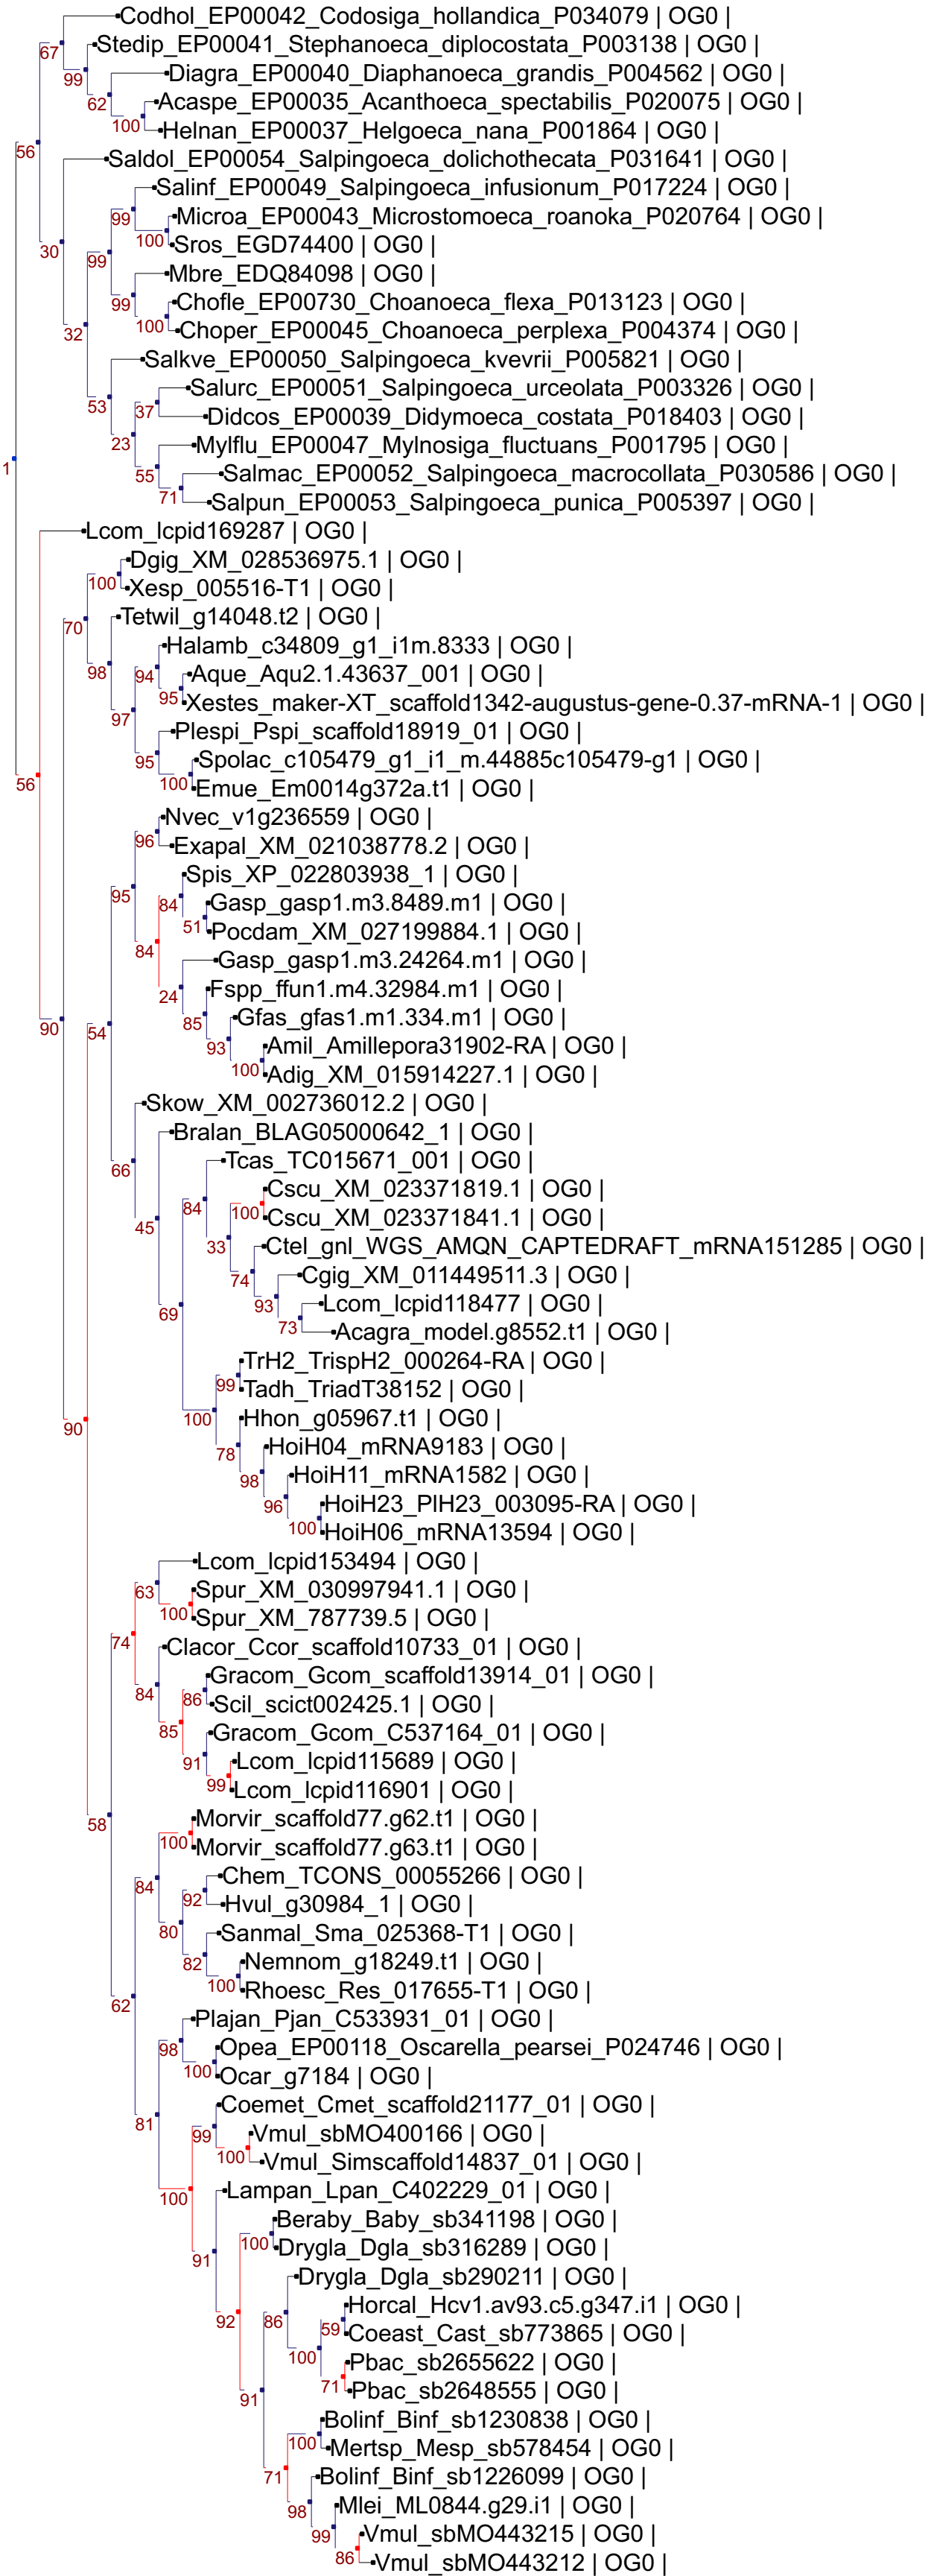 Codhol_EP00042_Codosiga_hollandica_P034079 | OG0 |
67
Stedip_EP00041_Stephanoeca_diplocostata_P003138 | OG0 |
99
Diagra_EP00040_Diaphanoeca_grandis_P004562 | OG0 |
62
Acaspe_EP00035_Acanthoeca_spectabilis_P020075 | OG0 |
100
Helnan_EP00037_Helgoeca_nana_P001864 | OG0 |
56
Saldol_EP00054_Salpingoeca_dolichothecata_P031641 | OG0 |
Salinf_EP00049_Salpingoeca_infusionum_P017224 | OG0 |
99
Microa_EP00043_Microstomoeca_roanoka_P020764 | OG0 |
100
Sros_EGD74400 | OG0 |
30
99
Mbre_EDQ84098 | OG0 |
99
Chofle_EP00730_Choanoeca_flexa_P013123 | OG0 |
100
Choper_EP00045_Choanoeca_perplexa_P004374 | OG0 |
32
Salkve_EP00050_Salpingoeca_kvevrii_P005821 | OG0 |
Salurc_EP00051_Salpingoeca_urceolata_P003326 | OG0 |
53
37
Didcos_EP00039_Didymoeca_costata_P018403 | OG0 |
23
Mylflu_EP00047_Mylnosiga_fluctuans_P001795 | OG0 |
1
55
Salmac_EP00052_Salpingoeca_macrocollata_P030586 | OG0 |
71
Salpun_EP00053_Salpingoeca_punica_P005397 | OG0 |
Lcom_lcpid169287 | OG0 |
Dgig_XM_028536975.1 | OG0 |
100
Xesp_005516-T1 | OG0 |
70
Tetwil_g14048.t2 | OG0 |
Halamb_c34809_g1_i1m.8333 | OG0 |
98
94
Aque_Aqu2.1.43637_001 | OG0 |
95
Xestes_maker-XT_scaffold1342-augustus-gene-0.37-mRNA-1 | OG0 |
97
Plespi_Pspi_scaffold18919_01 | OG0 |
95
Spolac_c105479_g1_i1_m.44885c105479-g1 | OG0 |
56
100
Emue_Em0014g372a.t1 | OG0 |
Nvec_v1g236559 | OG0 |
96
Exapal_XM_021038778.2 | OG0 |
Spis_XP_022803938_1 | OG0 |
95
84
Gasp_gasp1.m3.8489.m1 | OG0 |
51
Pocdam_XM_027199884.1 | OG0 |
84
Gasp_gasp1.m3.24264.m1 | OG0 |
24
Fspp_ffun1.m4.32984.m1 | OG0 |
90
54
85
Gfas_gfas1.m1.334.m1 | OG0 |
93
Amil_Amillepora31902-RA | OG0 |
100
Adig_XM_015914227.1 | OG0 |
Skow_XM_002736012.2 | OG0 |
Bralan_BLAG05000642_1 | OG0 |
66
Tcas_TC015671_001 | OG0 |
Cscu_XM_023371819.1 | OG0 |
84
100
Cscu_XM_023371841.1 | OG0 |
45
33
Ctel_gnl_WGS_AMQN_CAPTEDRAFT_mRNA151285 | OG0 |
74
Cgig_XM_011449511.3 | OG0 |
93
Lcom_lcpid118477 | OG0 |
69
73
Acagra_model.g8552.t1 | OG0 |
TrH2_TrispH2_000264-RA | OG0 |
99
Tadh_TriadT38152 | OG0 |
100
Hhon_g05967.t1 | OG0 |
90
78
HoiH04_mRNA9183 | OG0 |
98
HoiH11_mRNA1582 | OG0 |
96
HoiH23_PlH23_003095-RA | OG0 |
100
HoiH06_mRNA13594 | OG0 |
Lcom_lcpid153494 | OG0 |
63
Spur_XM_030997941.1 | OG0 |
100
Spur_XM_787739.5 | OG0 |
74
Clacor_Ccor_scaffold10733_01 | OG0 |
Gracom_Gcom_scaffold13914_01 | OG0 |
84
86
Scil_scict002425.1 | OG0 |
85
Gracom_Gcom_C537164_01 | OG0 |
91
Lcom_lcpid115689 | OG0 |
99
Lcom_lcpid116901 | OG0 |
58
Morvir_scaffold77.g62.t1 | OG0 |
100
Morvir_scaffold77.g63.t1 | OG0 |
84
Chem_TCONS_00055266 | OG0 |
92
Hvul_g30984_1 | OG0 |
80
Sanmal_Sma_025368-T1 | OG0 |
82
Nemnom_g18249.t1 | OG0 |
100
Rhoesc_Res_017655-T1 | OG0 |
62
Plajan_Pjan_C533931_01 | OG0 |
98
Opea_EP00118_Oscarella_pearsei_P024746 | OG0 |
100
Ocar_g7184 | OG0 |
81
Coemet_Cmet_scaffold21177_01 | OG0 |
99
Vmul_sbMO400166 | OG0 |
100
Vmul_Simscaffold14837_01 | OG0 |
100
Lampan_Lpan_C402229_01 | OG0 |
Beraby_Baby_sb341198 | OG0 |
100
Drygla_Dgla_sb316289 | OG0 |
91
Drygla_Dgla_sb290211 | OG0 |
92
86
Horcal_Hcv1.av93.c5.g347.i1 | OG0 |
59
Coeast_Cast_sb773865 | OG0 |
100
Pbac_sb2655622 | OG0 |
71
Pbac_sb2648555 | OG0 |
91
Bolinf_Binf_sb1230838 | OG0 |
100
Mertsp_Mesp_sb578454 | OG0 |
71
Bolinf_Binf_sb1226099 | OG0 |
98
Mlei_ML0844.g29.i1 | OG0 |
99
Vmul_sbMO443215 | OG0 |
86
Vmul_sbMO443212 | OG0 |